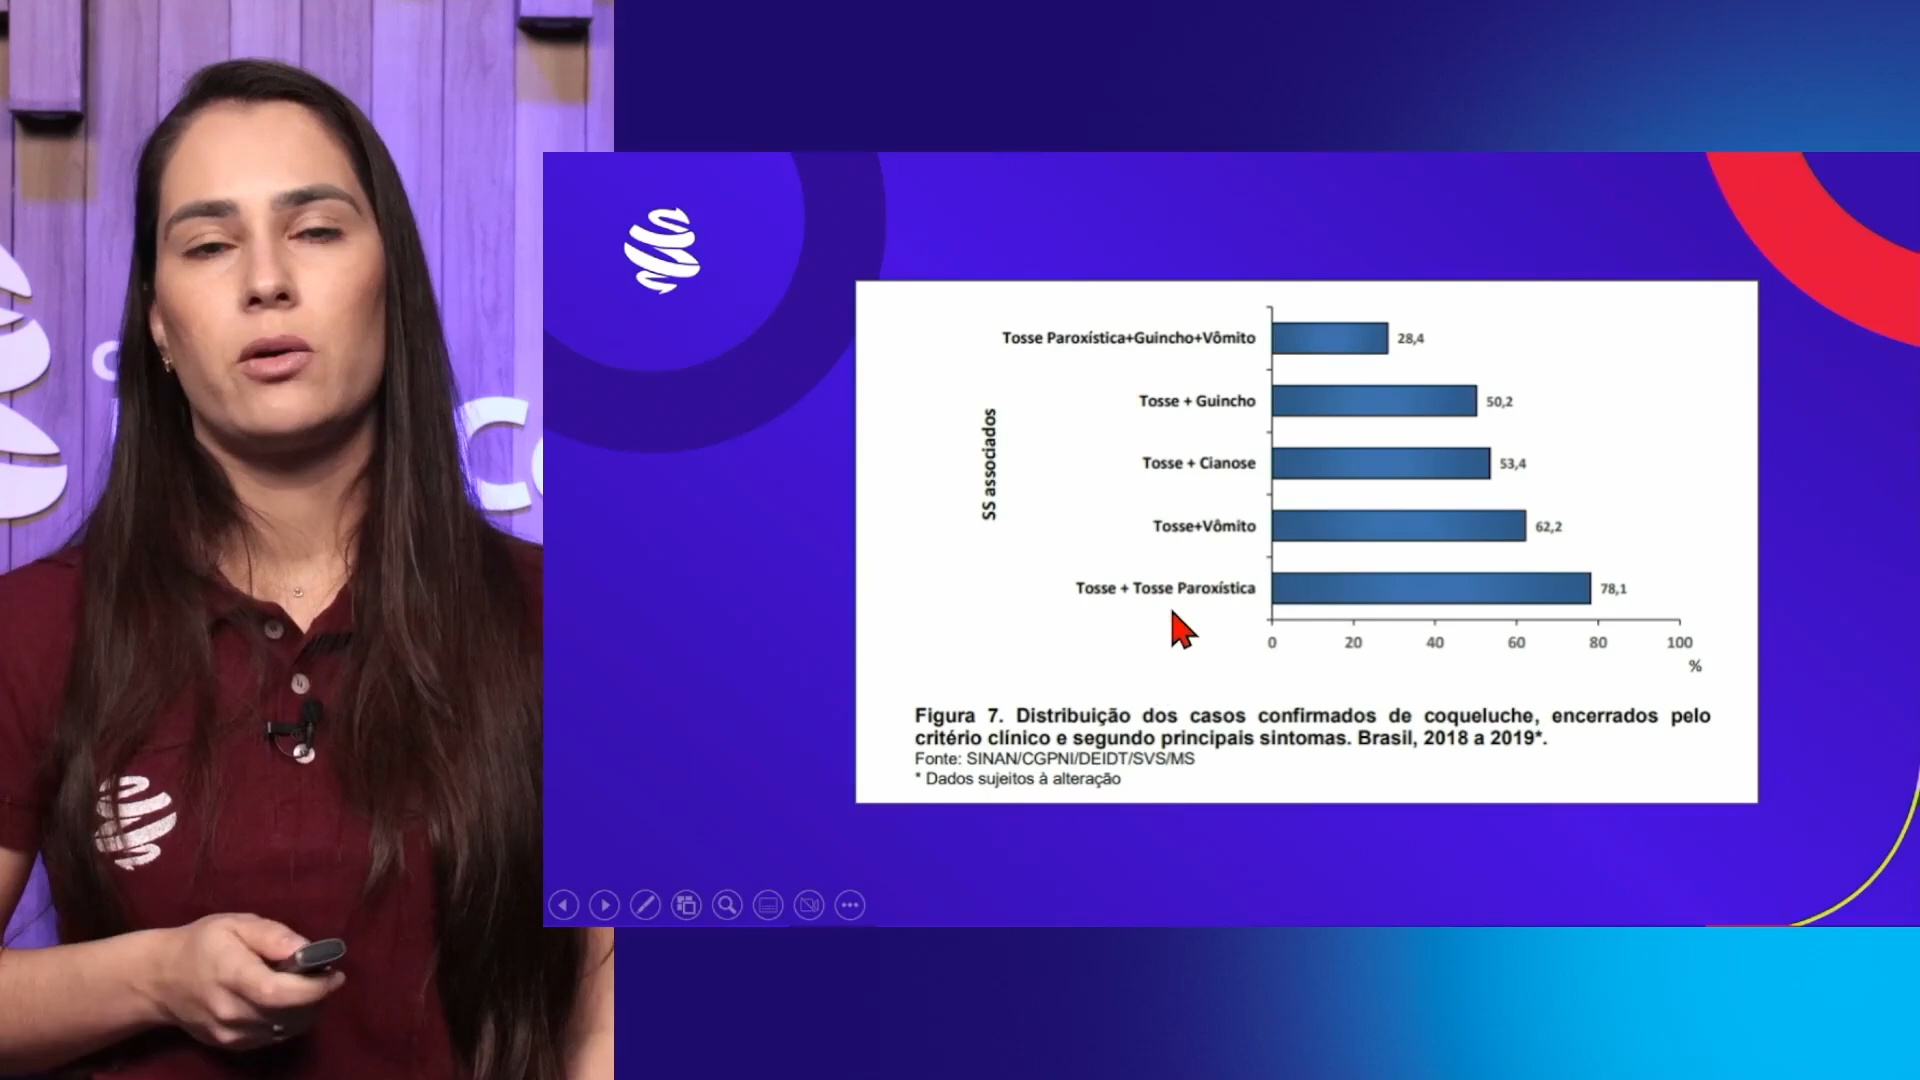 Tosse Paroxística+Guincho+Vômito
28,4
Tosse + Guincho
50,2
Tosse + Cianose
53,4
Tosse+Vômito
62,2
Tosse + Tosse Paroxística
78,1
SS associados
0 20 40 60 80 100
%
Figura 7. Distribuição dos casos confirmados de coqueluche, encerrados pelo
critério clínico e segundo principais sintomas. Brasil, 2018 a 2019*.
Fonte: SINAN/CGPNI/DEIDT/SVS/MS
* Dados sujeitos à alteração